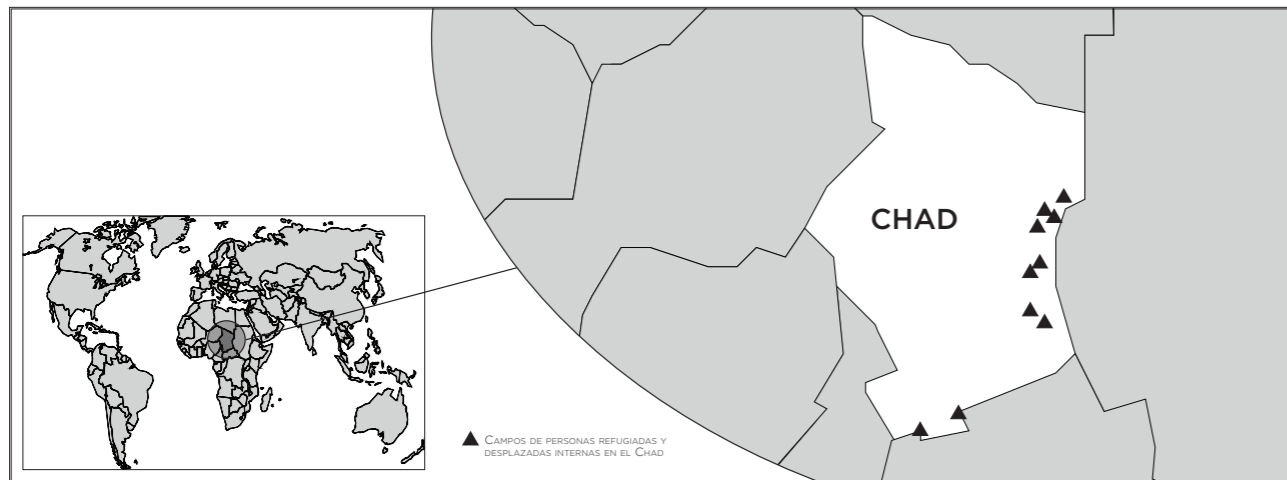 CHAD
Campos de personas refugiadas y
desplazadas internas en el Chad